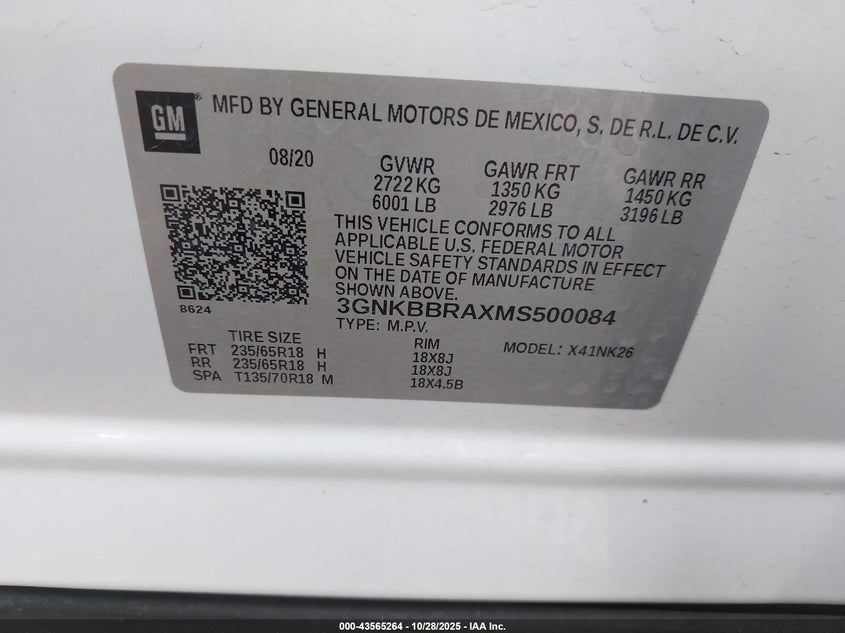 GM® MFD BY GENERAL MOTORS DE MEXICO, S. DE R.L. DE C.V.
08/20 GVWR GAWR FRT GAWR RR
2722 KG 1350 KG 1450 KG
6001 LB 2976 LB 3196 LB
THIS VEHICLE CONFORMS TO ALL
APPLICABLE U.S. FEDERAL MOTOR
VEHICLE SAFETY STANDARDS IN EFFECT
ON THE DATE OF MANUFACTURE
SHOWN ABOVE.
8624 3GNKBBRAXMS500084
TYPE: M.P.V.
TIRE SIZE RIM MODEL: X41NK26
FRT 235/65R18 H 18X8J
RR 235/65R18 H 18X8J
SPA T135/70R18 M 18X4.5B
000-43565264 | 10/28/2025 - IAA Inc.